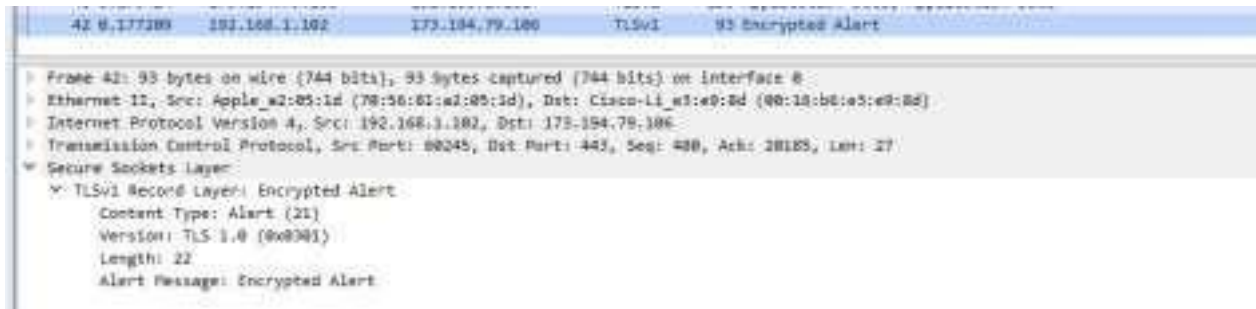 42 0.177209 192.168.1.102 173.194.79.106 TLSv1 93 Encrypted Alert
Frame 42: 93 bytes on wire (744 bits), 93 bytes captured (744 bits) on interface 0
Ethernet II, Src: Apple_a2:05:1d (70:56:81:a2:05:1d), Dst: Cisco-Li_e3:e9:8d (00:18:b6:e3:e9:8d)
Internet Protocol Version 4, Src: 192.168.1.102, Dst: 173.194.79.106
Transmission Control Protocol, Src Port: 60245, Dst Port: 443, Seq: 480, Ack: 20185, Len: 27
Secure Sockets Layer
TLSv1 Record Layer: Encrypted Alert
Content Type: Alert (21)
Version: TLS 1.0 (0x0301)
Length: 22
Alert Message: Encrypted Alert